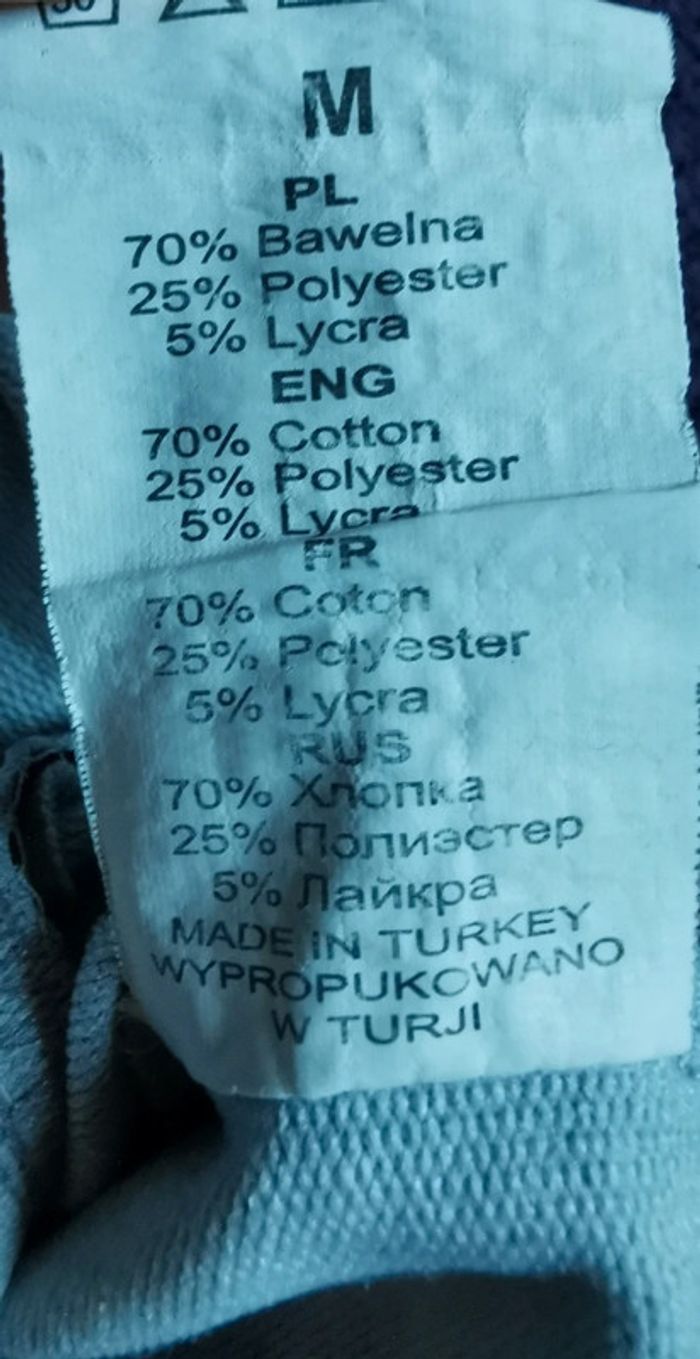 M
PL
70% Bawelna
25% Polyester
5% Lycra
ENG
70% Cotton
25% Polyester
5% Lycra
FR
70% Coton
25% Polyester
5% Lycra
RUS
70% Хлопка
25% Полиэстер
5% Лайкра
MADE IN TURKEY
WYPROPUKOWANO
W TURJI